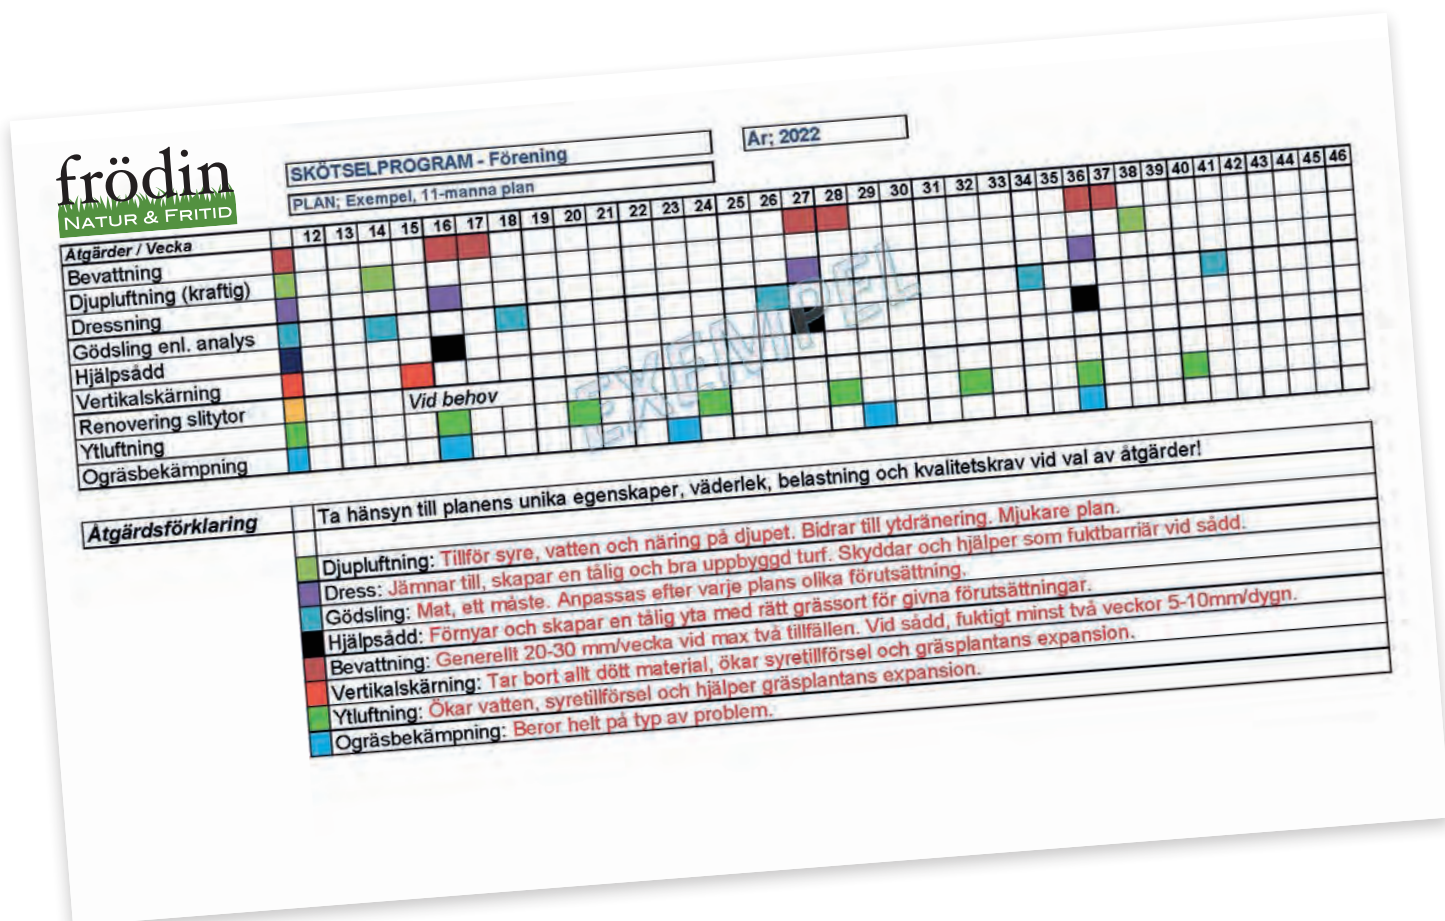 frödin
NATUR & FRITID
SKÖTSELPROGRAM - Förening
Ar; 2022
PLAN; Exempel, 11-manna plan
Åtgärder / Vecka 12 13 14 15 16 17 18 19 20 21 22 23 24 25 26 27 28 29 30 31 32 33 34 35 36 37 38 39 40 41 42 43 44 45 46
Bevattning
Djupluftning (kraftig)
Dressning
Gödsling enl. analys
Hjälpsådd
Vertikalskärning
Renovering slitytor Vid behov
Ytluftning
Ogräsbekämpning
EXEMPEL
Åtgärdsförklaring
Ta hänsyn till planens unika egenskaper, väderlek, belastning och kvalitetskrav vid val av åtgärder!
Djupluftning: Tillför syre, vatten och näring på djupet. Bidrar till ytdränering. Mjukare plan.
Dress: Jämnar till, skapar en tålig och bra uppbyggd turf. Skyddar och hjälper som fuktbarriär vid sådd.
Gödsling: Mat, ett måste. Anpassas efter varje plans olika förutsättning.
Hjälpsådd: Förnyar och skapar en tålig yta med rätt grässort för givna förutsättningar.
Bevattning: Generellt 20-30 mm/vecka vid max två tillfällen. Vid sådd, fuktigt minst två veckor 5-10mm/dygn.
Vertikalskärning: Tar bort allt dött material, ökar syretillförsel och gräsplantans expansion.
Ytluftning: Ökar vatten, syretillförsel och hjälper gräsplantans expansion.
Ogräsbekämpning: Beror helt på typ av problem.